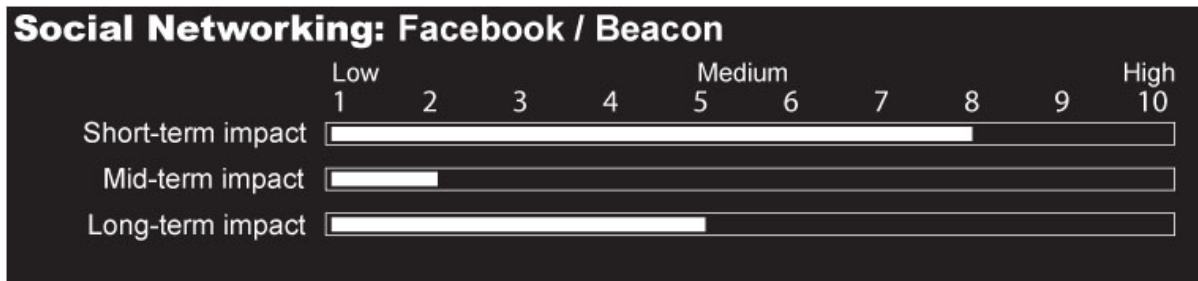 Social Networking: Facebook / Beacon
Low Medium High
1 2 3 4 5 6 7 8 9 10
Short-term impact
Mid-term impact
Long-term impact